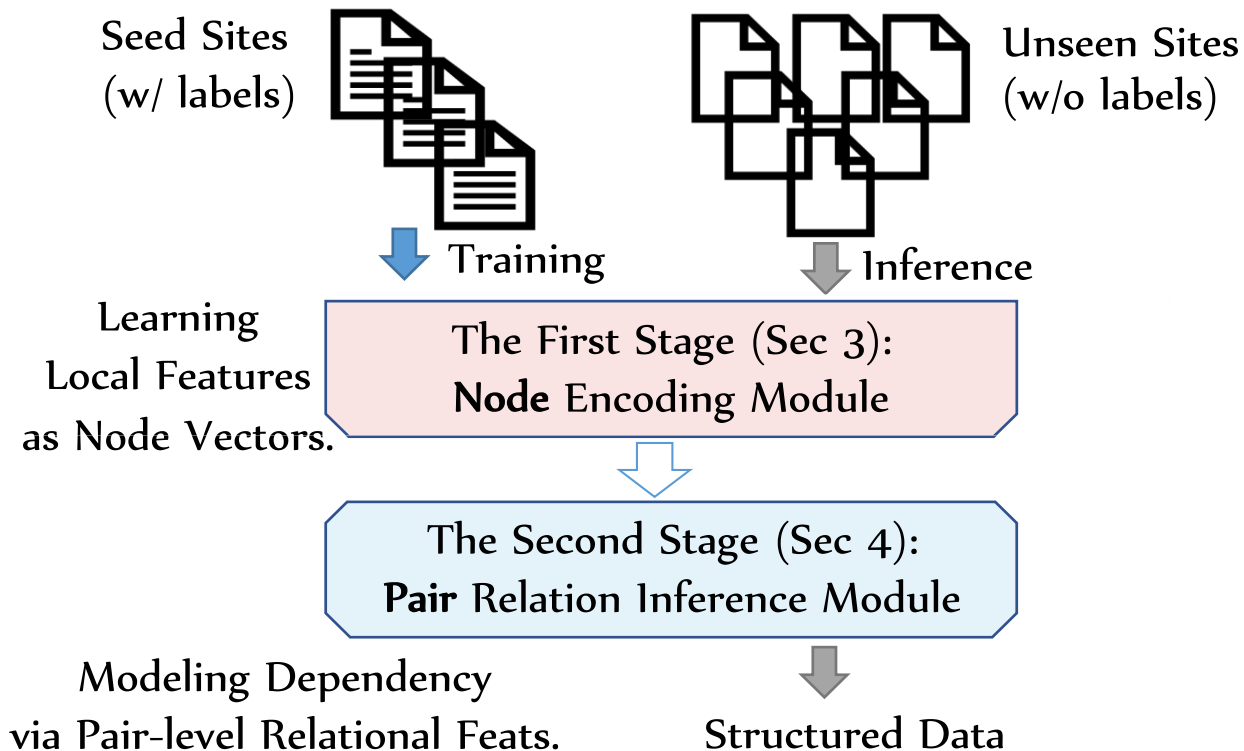 Seed Sites
(w/ labels)
Unseen Sites
(w/o labels)
Training
Inference
Learning
Local Features
as Node Vectors.
The First Stage (Sec 3):
Node Encoding Module
The Second Stage (Sec 4):
Pair Relation Inference Module
Modeling Dependency
via Pair-level Relational Feats.
Structured Data